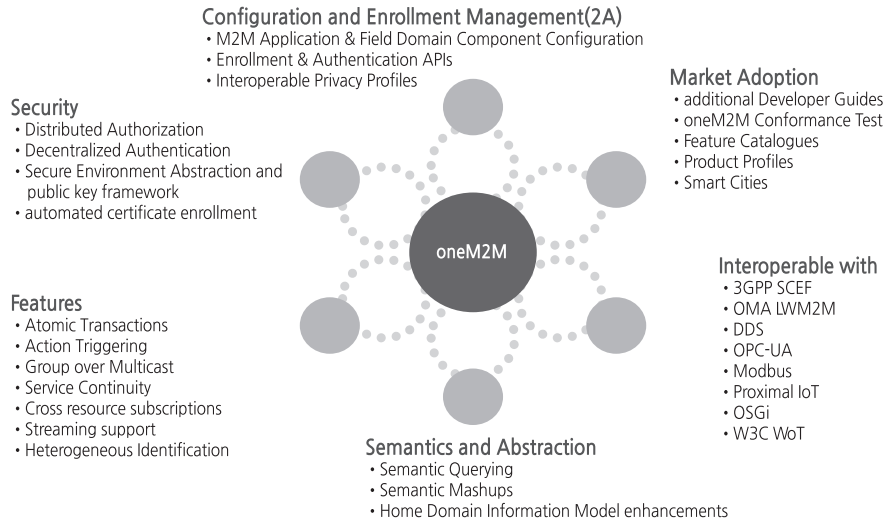 Configuration and Enrollment Management(2A)
• M2M Application & Field Domain Component Configuration
• Enrollment & Authentication APIs
• Interoperable Privacy Profiles
Market Adoption
• additional Developer Guides
• oneM2M Conformance Test
• Feature Catalogues
• Product Profiles
• Smart Cities
Security
• Distributed Authorization
• Decentralized Authentication
• Secure Environment Abstraction and
public key framework
• automated certificate enrollment
oneM2M
Interoperable with
• 3GPP SCEF
• OMA LWM2M
• DDS
• OPC-UA
• Modbus
• Proximal IoT
• OSGi
• W3C WoT
Features
• Atomic Transactions
• Action Triggering
• Group over Multicast
• Service Continuity
• Cross resource subscriptions
• Streaming support
• Heterogeneous Identification
Semantics and Abstraction
• Semantic Querying
• Semantic Mashups
• Home Domain Information Model enhancements